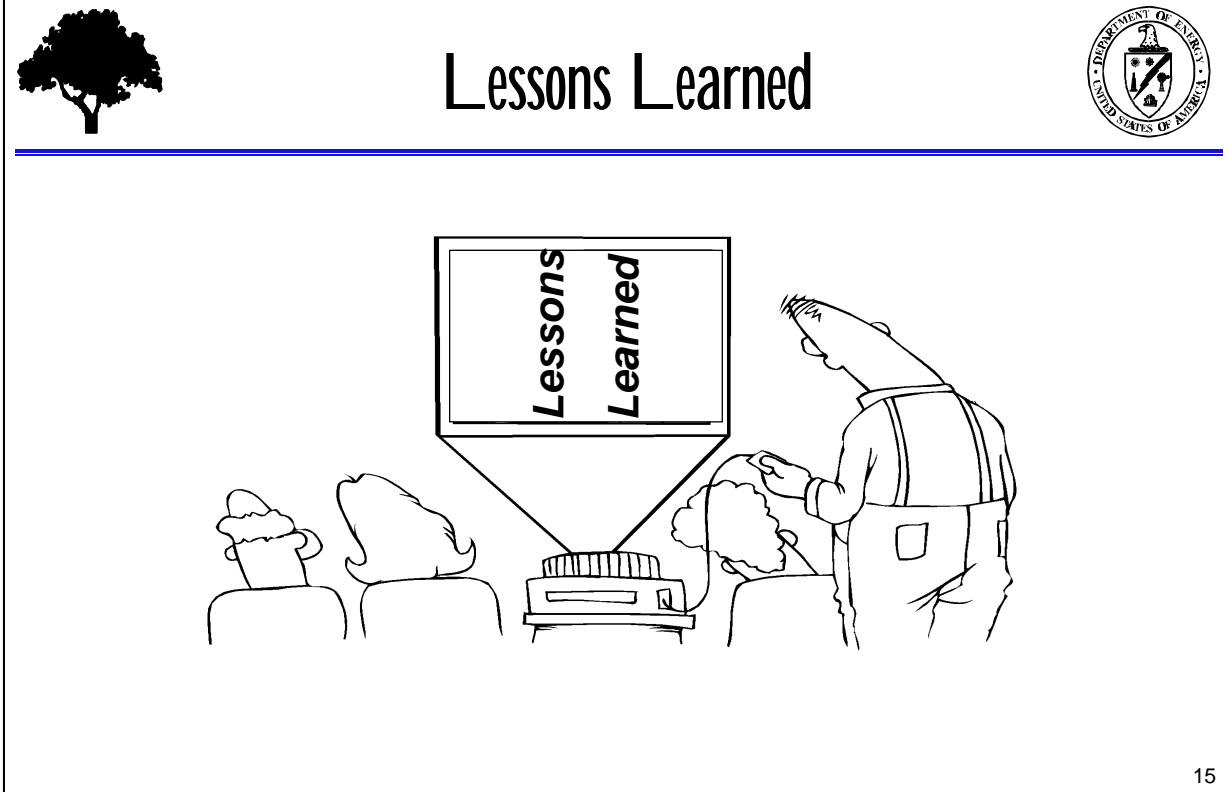 Lessons Learned
DEPARTMENT OF ENERGY
UNITED STATES OF AMERICA
Lessons
Learned
15